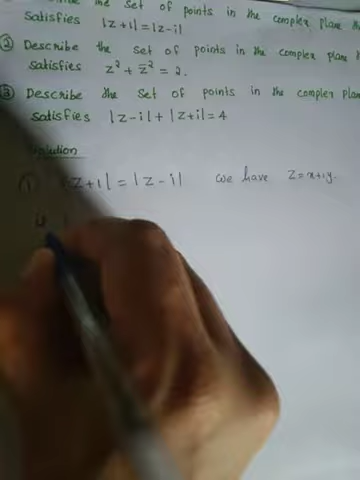 the set of points in the complex plane
satisfies |z+1|=|z-i|
② Describe the set of points in the complex plane
satisfies z² + z̄² = 2.
③ Describe the set of points in the complex plane
satisfies |z-i| + |z+i| = 4
Solution
① |z+1| = |z-i| we have z=x+iy.